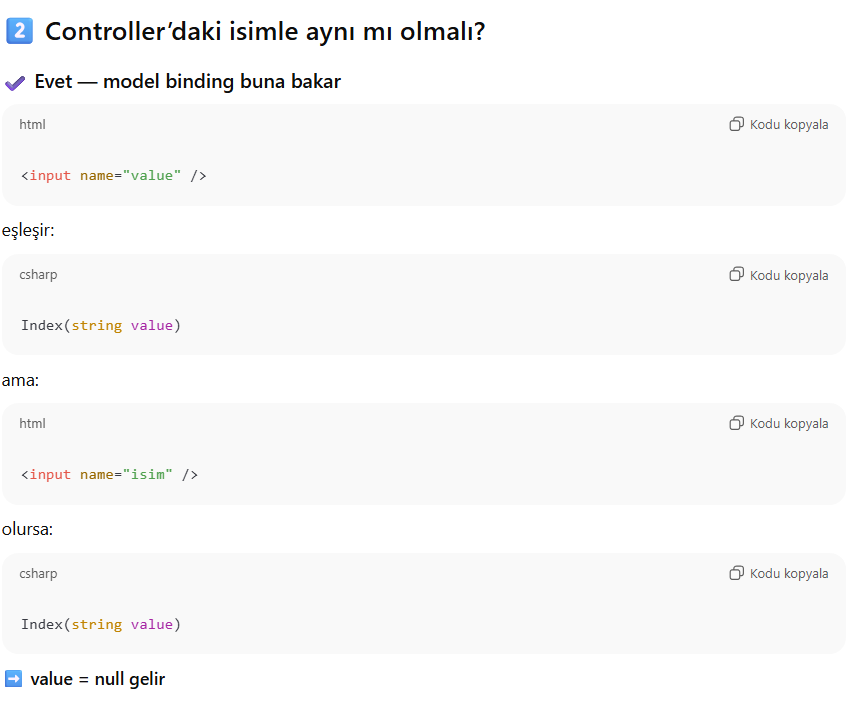 2 Controller’daki isimle aynı mı olmalı?
✔ Evet — model binding buna bakar
html Kodu kopyala
<input name="value" />
eşleşir:
csharp Kodu kopyala
Index(string value)
ama:
html Kodu kopyala
<input name="isim" />
olursa:
csharp Kodu kopyala
Index(string value)
➡ value = null gelir